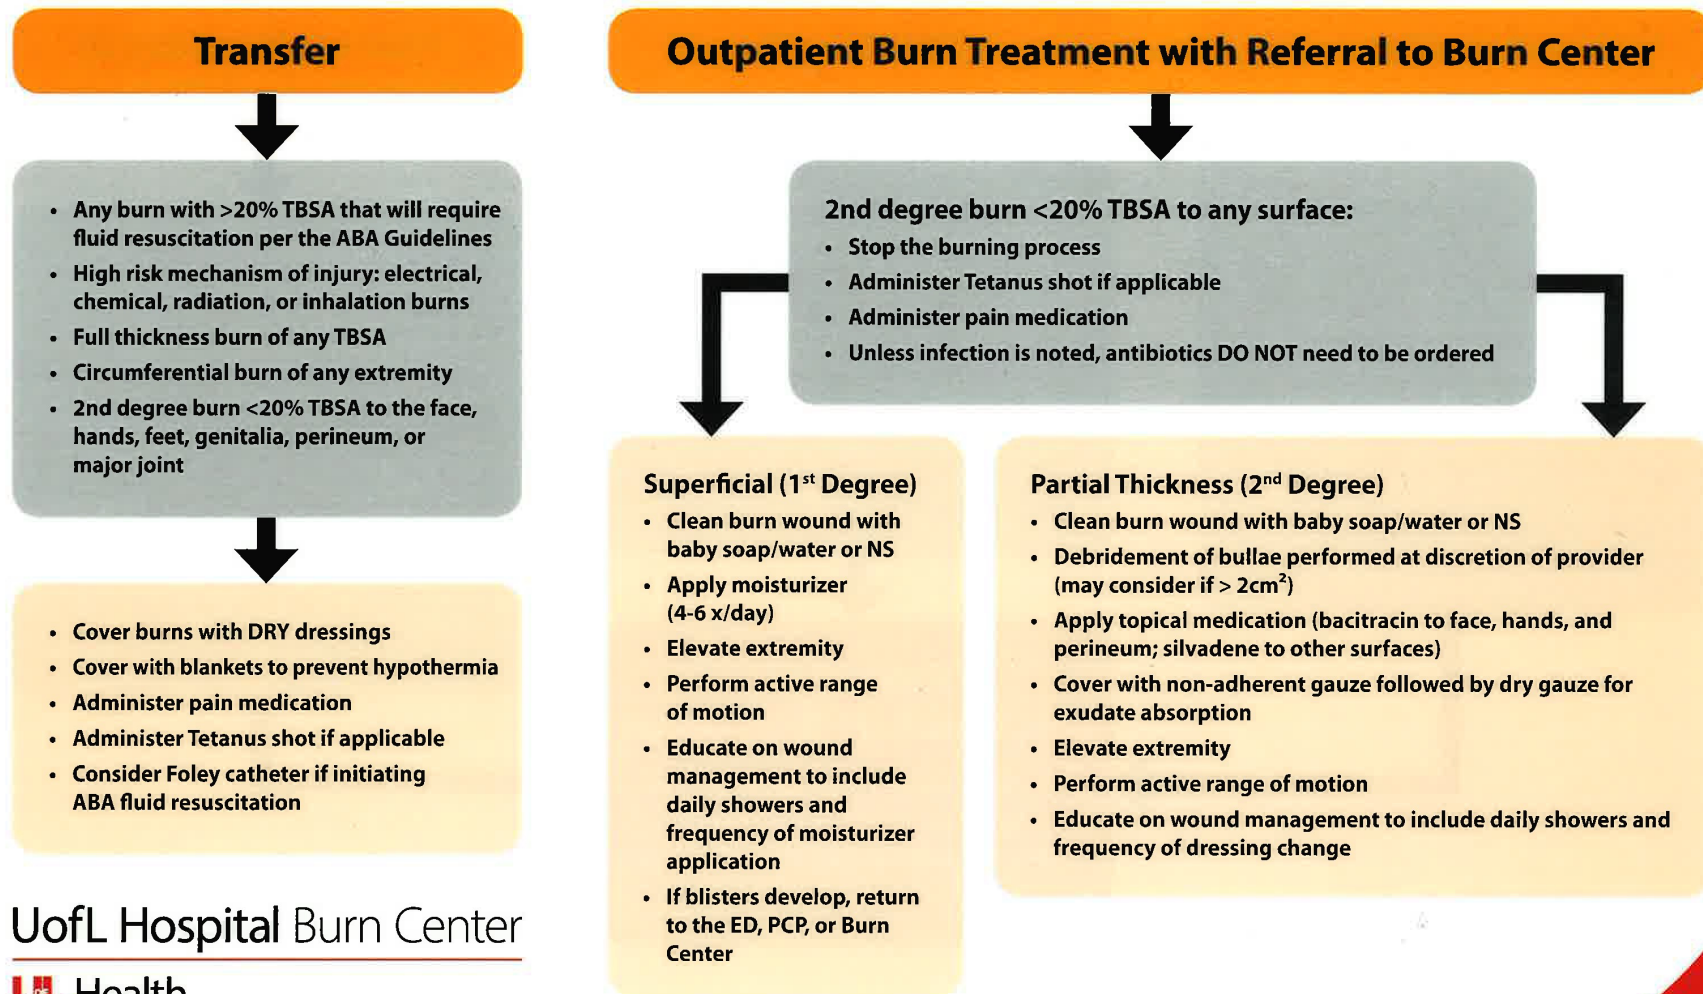 Transfer
• Any burn with >20% TBSA that will require
fluid resuscitation per the ABA Guidelines
• High risk mechanism of injury: electrical,
chemical, radiation, or inhalation burns
• Full thickness burn of any TBSA
• Circumferential burn of any extremity
• 2nd degree burn <20% TBSA to the face,
hands, feet, genitalia, perineum, or
major joint
• Cover burns with DRY dressings
• Cover with blankets to prevent hypothermia
• Administer pain medication
• Administer Tetanus shot if applicable
• Consider Foley catheter if initiating
ABA fluid resuscitation
Outpatient Burn Treatment with Referral to Burn Center
2nd degree burn <20% TBSA to any surface:
• Stop the burning process
• Administer Tetanus shot if applicable
• Administer pain medication
• Unless infection is noted, antibiotics DO NOT need to be ordered
Superficial (1st Degree)
• Clean burn wound with
baby soap/water or NS
• Apply moisturizer
(4-6 x/day)
• Elevate extremity
• Perform active range
of motion
• Educate on wound
management to include
daily showers and
frequency of moisturizer
application
• If blisters develop, return
to the ED, PCP, or Burn
Center
Partial Thickness (2nd Degree)
• Clean burn wound with baby soap/water or NS
• Debridement of bullae performed at discretion of provider
(may consider if > 2cm²)
• Apply topical medication (bacitracin to face, hands, and
perineum; silvadene to other surfaces)
• Cover with non-adherent gauze followed by dry gauze for
exudate absorption
• Elevate extremity
• Perform active range of motion
• Educate on wound management to include daily showers and
frequency of dressing change
UofL Hospital Burn Center
Health